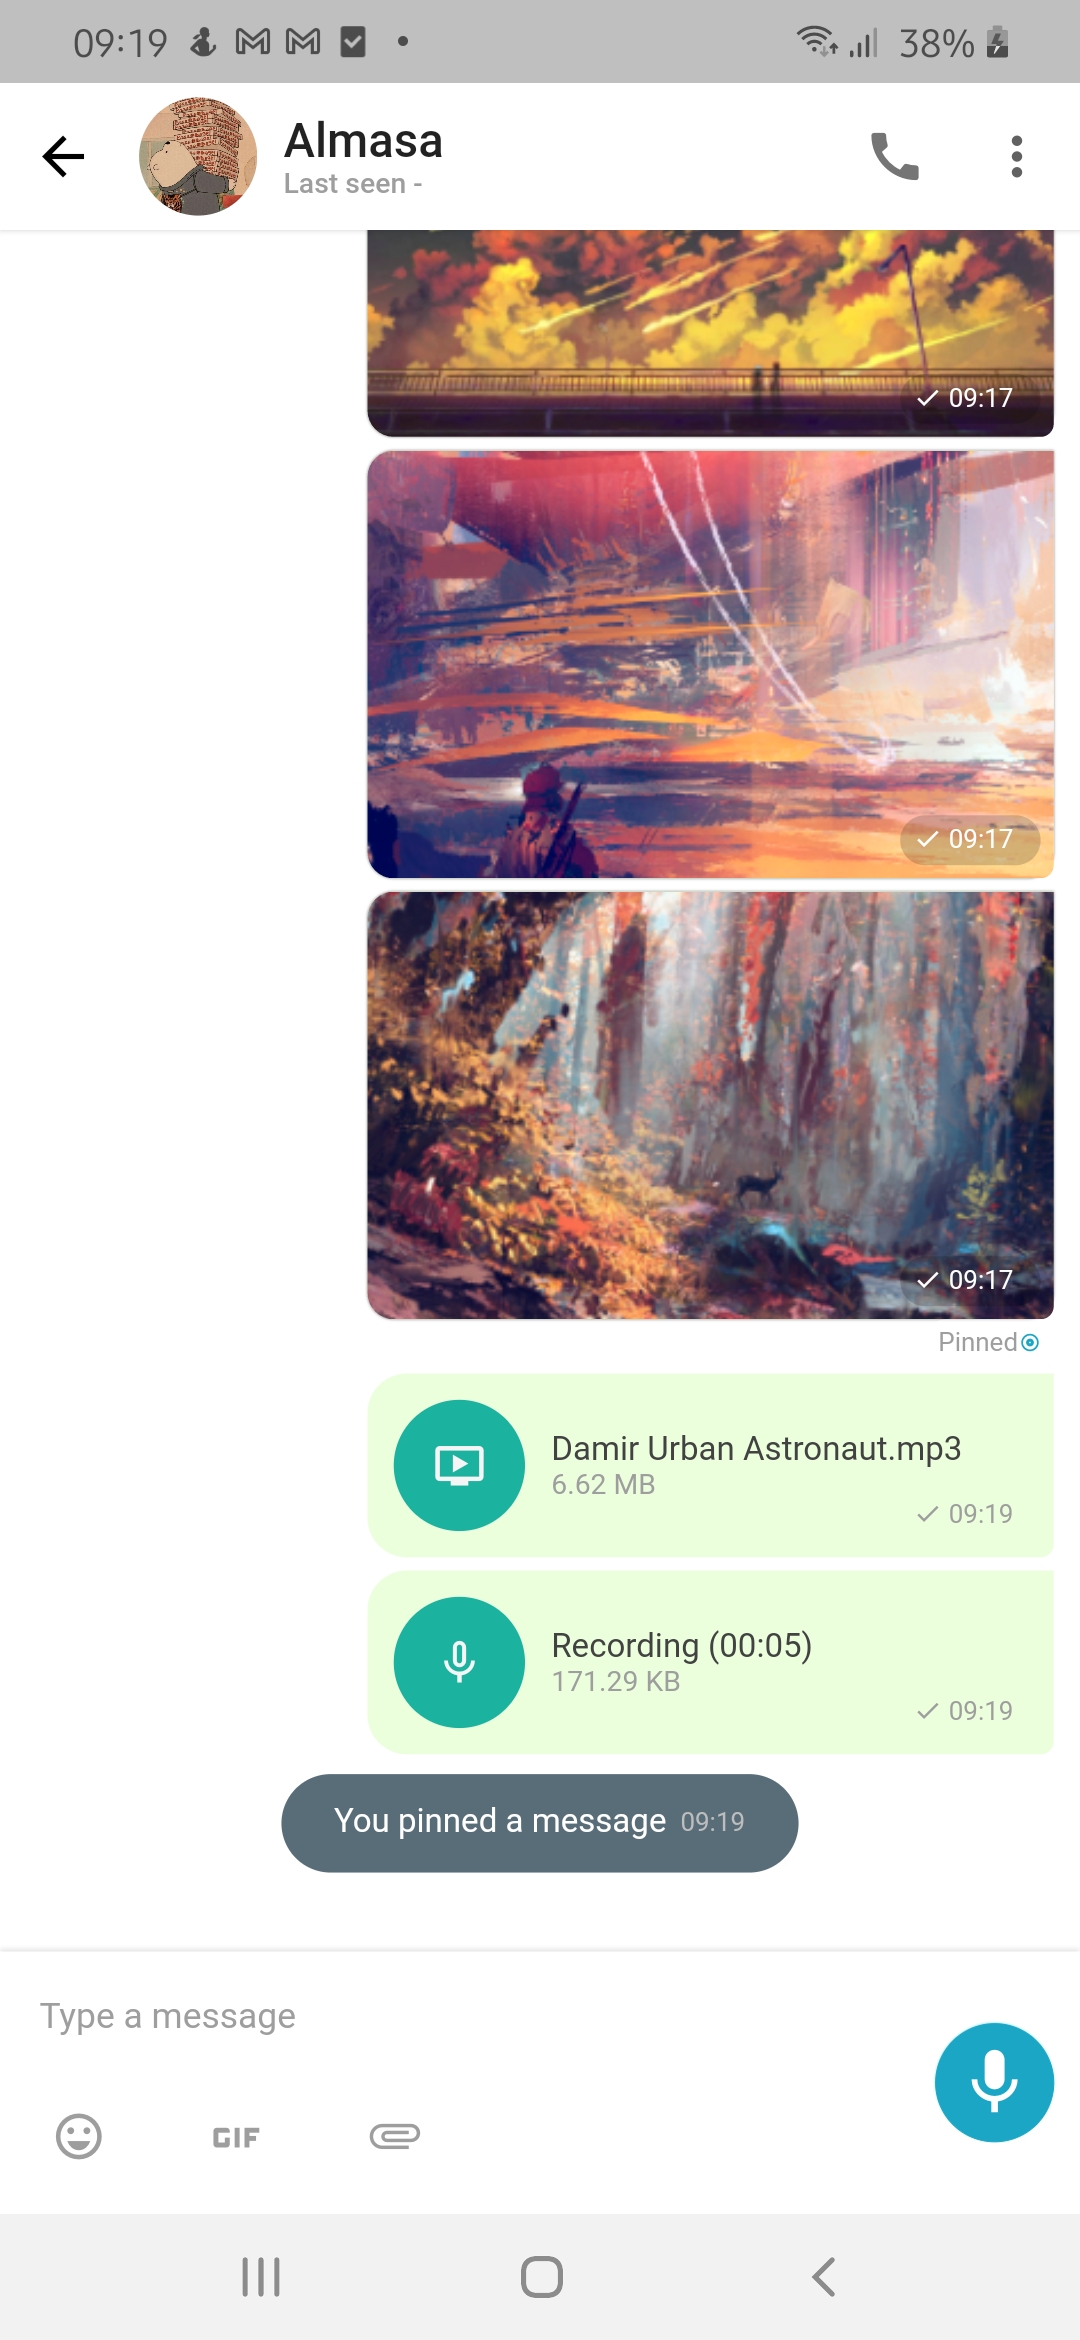 09:19
38%
Almasa
Last seen -
09:17
09:17
09:17
Pinned
Damir Urban Astronaut.mp3
6.62 MB
09:19
Recording (00:05)
171.29 KB
09:19
You pinned a message 09:19
Type a message
GIF